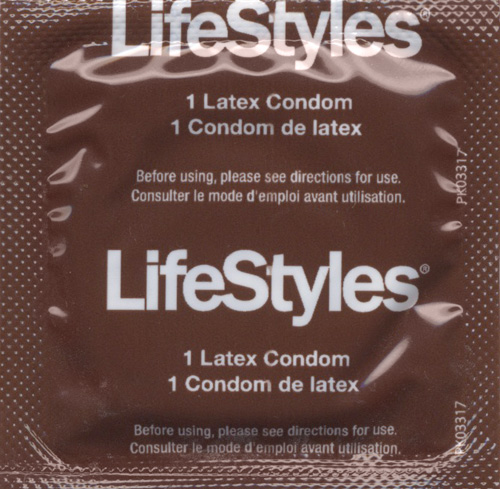 LifeStyles®
1 Latex Condom
1 Condom de latex
Before using, please see directions for use.
Consulter le mode d'emploi avant utilisation.
PK03317
LifeStyles®
1 Latex Condom
1 Condom de latex
Before using, please see directions for use.
Consulter le mode d'emploi avant utilisation.
PK03317